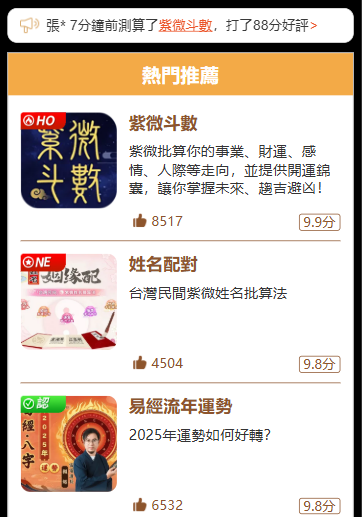 張* 7分鐘前測算了紫微斗數，打了88分好評>
熱門推薦
HO
紫微斗數
紫微斗數
紫微批算你的事業、財運、感
情、人際等走向，並提供開運錦
囊，讓你掌握未來、趨吉避凶！
8517
9.9分
NE
姻缘配
姓名配對
台灣民間紫微姓名批算法
4504
9.8分
認
2025年
八字
運勢
易經流年運勢
2025年運勢如何好轉？
6532
9.8分